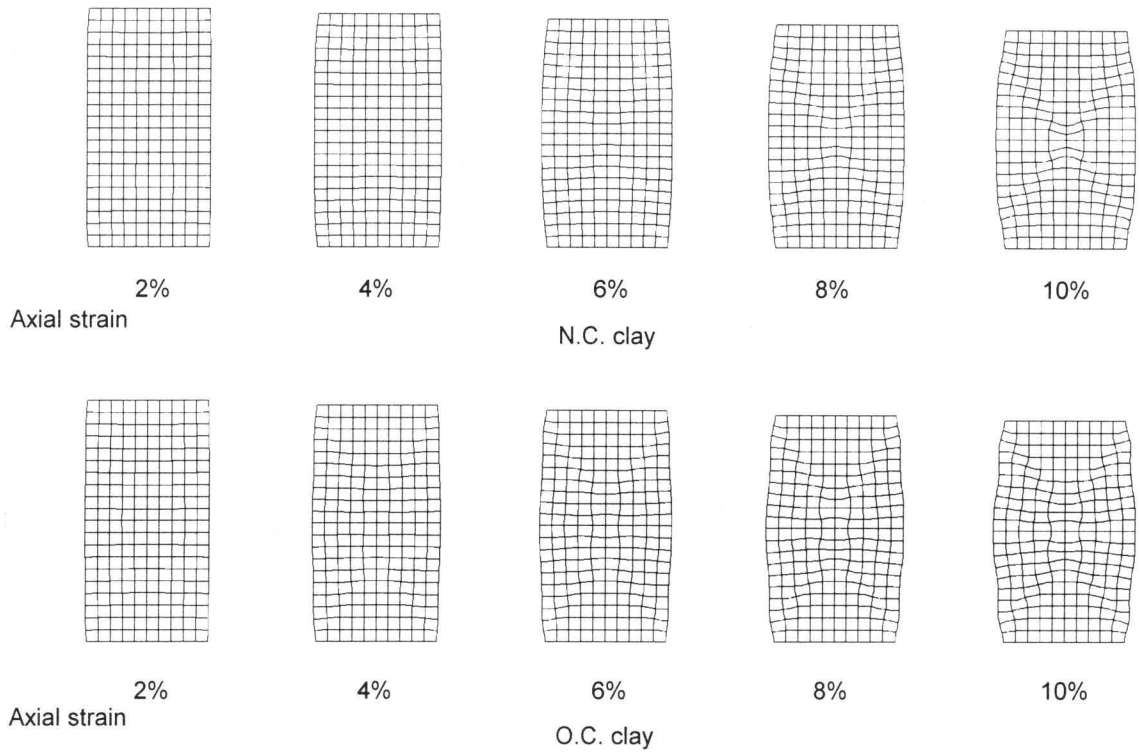 2% 4% 6% 8% 10%
Axial strain
N.C. clay
2% 4% 6% 8% 10%
Axial strain
O.C. clay